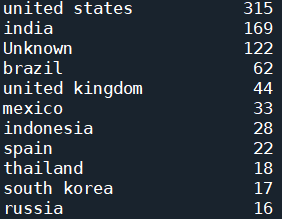 united states 315
india 169
Unknown 122
brazil 62
united kingdom 44
mexico 33
indonesia 28
spain 22
thailand 18
south korea 17
russia 16